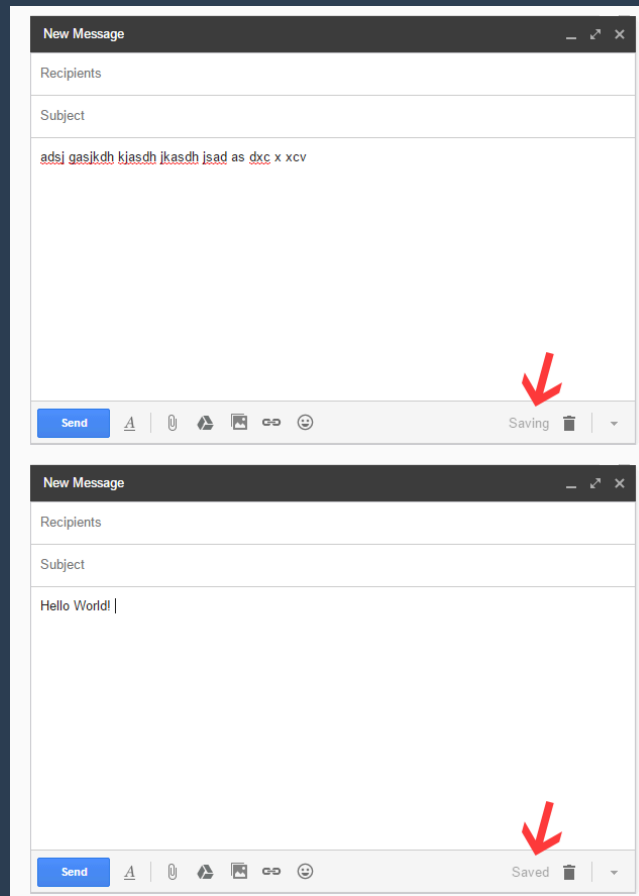 New Message
Recipients
Subject
adsj gasjkdh kjasdh jkasdh jsad as dxc x xcv
Send A Saving
New Message
Recipients
Subject
Hello World!
Send A Saved